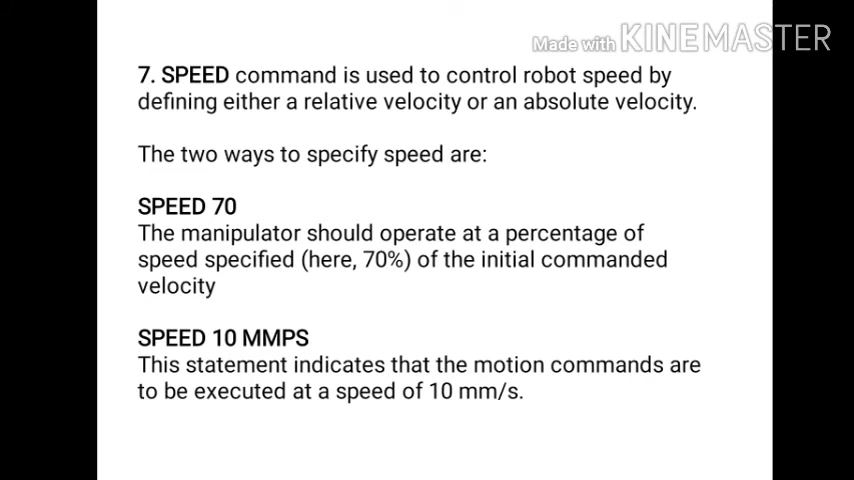 Made with KINEMASTER
7. SPEED command is used to control robot speed by
defining either a relative velocity or an absolute velocity.
The two ways to specify speed are:
SPEED 70
The manipulator should operate at a percentage of
speed specified (here, 70%) of the initial commanded
velocity
SPEED 10 MMPS
This statement indicates that the motion commands are
to be executed at a speed of 10 mm/s.